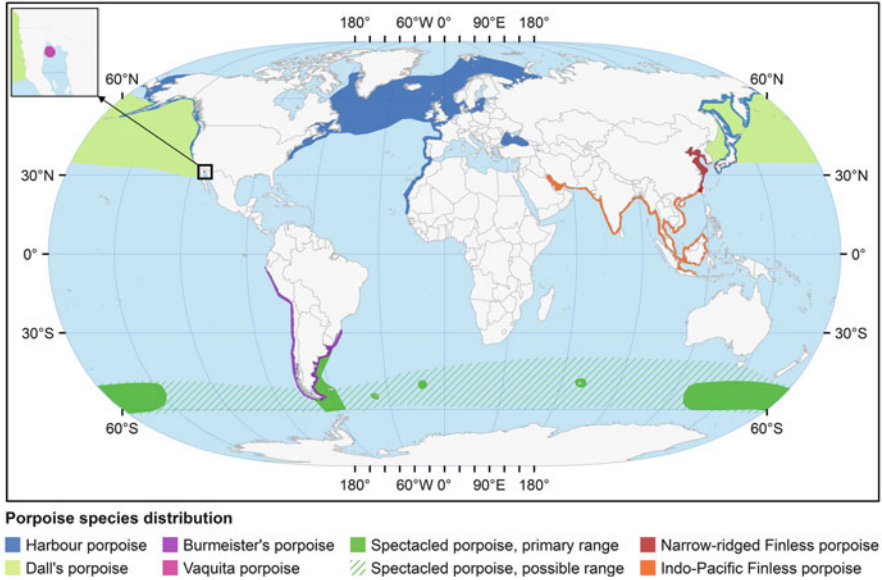 180° 60°W 0° 90°E 180°
60°N 60°N
30°N 30°N
0° 0°
30°S 30°S
60°S 60°S
180° 60°W 0° 90°E 180°
Porpoise species distribution
Harbour porpoise Burmeister's porpoise Spectacled porpoise, primary range Narrow-ridged Finless porpoise
Dall's porpoise Vaquita porpoise Spectacled porpoise, possible range Indo-Pacific Finless porpoise